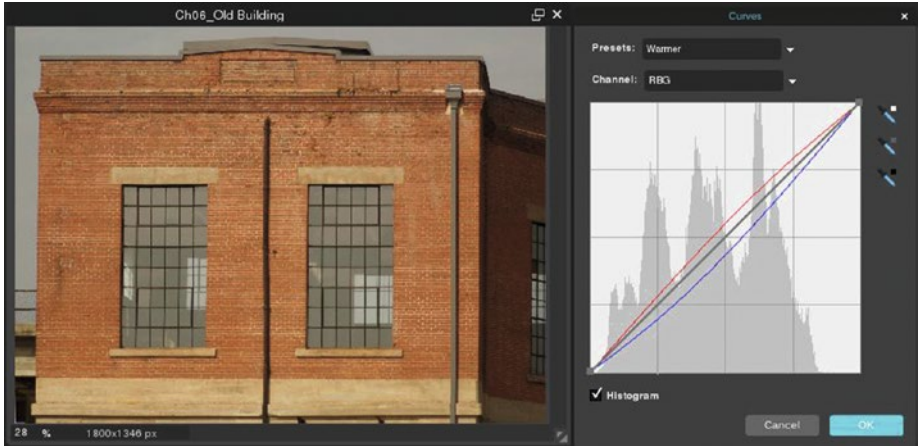 Ch06_Old Building
28 % 1800x1346 px
Curves
Presets: Warmer
Channel: RBG
Histogram
Cancel OK